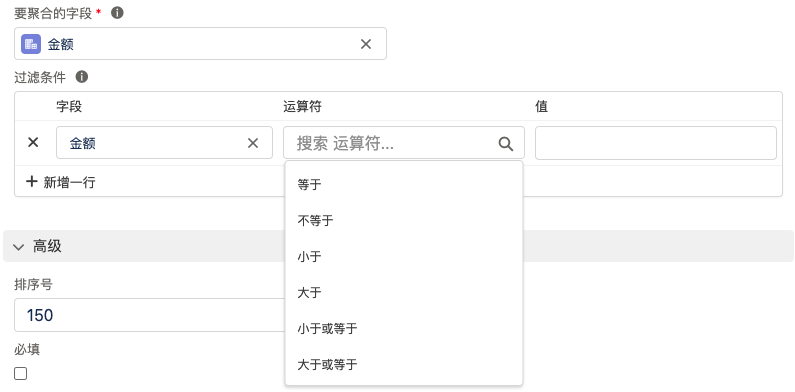 要聚合的字段 *
金额
过滤条件
字段 运算符 值
金额 搜索 运算符...
新增一行
等于
不等于
高级
小于
排序号
大于
150
小于或等于
必填
大于或等于